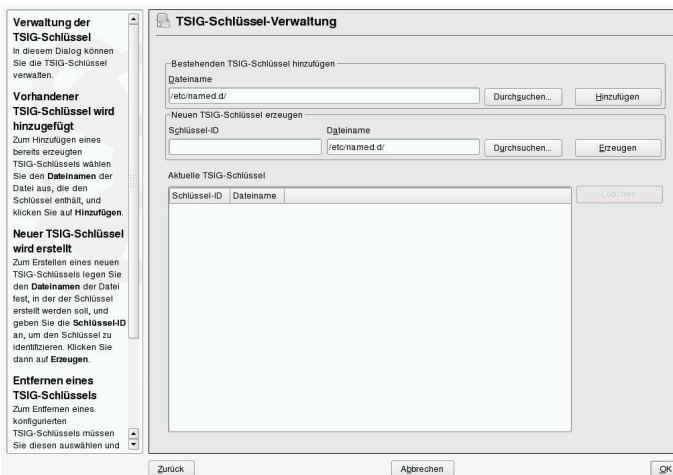 Verwaltung der
TSIG-Schlüssel
In diesem Dialog können
Sie die TSIG-Schlüssel
verwalten.
Vorhandener
TSIG-Schlüssel wird
hinzugefügt
Zum Hinzufügen eines
bereits erzeugten
TSIG-Schlüssels wählen
Sie den Dateinamen der
Datei aus, die den
Schlüssel enthält, und
klicken Sie auf Hinzufügen.
Neuer TSIG-Schlüssel
wird erstellt
Zum Erstellen eines neuen
TSIG-Schlüssels legen Sie
den Dateinamen der Datei
fest, in der der Schlüssel
erstellt werden soll, und
geben Sie die Schlüssel-ID
an, um den Schlüssel zu
identifizieren. Klicken Sie
dann auf Erzeugen.
Entfernen eines
TSIG-Schlüssels
Zum Entfernen eines
konfigurierten
TSIG-Schlüssels müssen
Sie diesen auswählen und
TSIG-Schlüssel-Verwaltung
Bestehenden TSIG-Schlüssel hinzufügen
Dateiname
/etc/named.d/ Durchsuchen... Hinzufügen
Neuen TSIG-Schlüssel erzeugen
Schlüssel-ID Dateiname
/etc/named.d/ Durchsuchen... Erzeugen
Aktuelle TSIG-Schlüssel
Schlüssel-ID Dateiname Löschen
Zurück Abbrechen OK